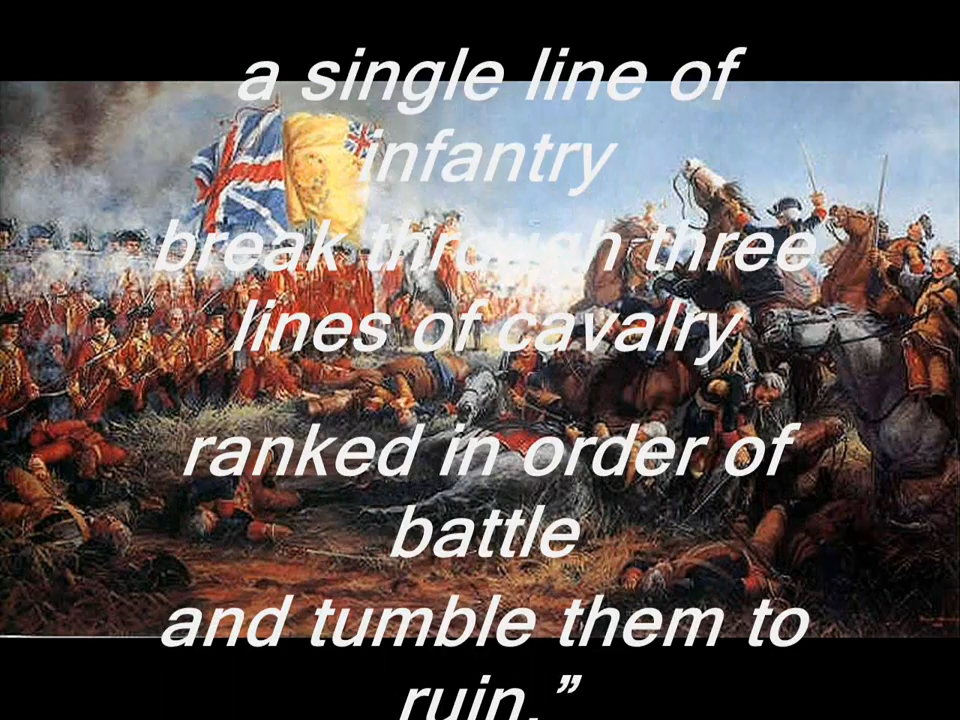 a single line of
infantry
break through three
lines of cavalry
ranked in order of
battle
and tumble them to
ruin.”